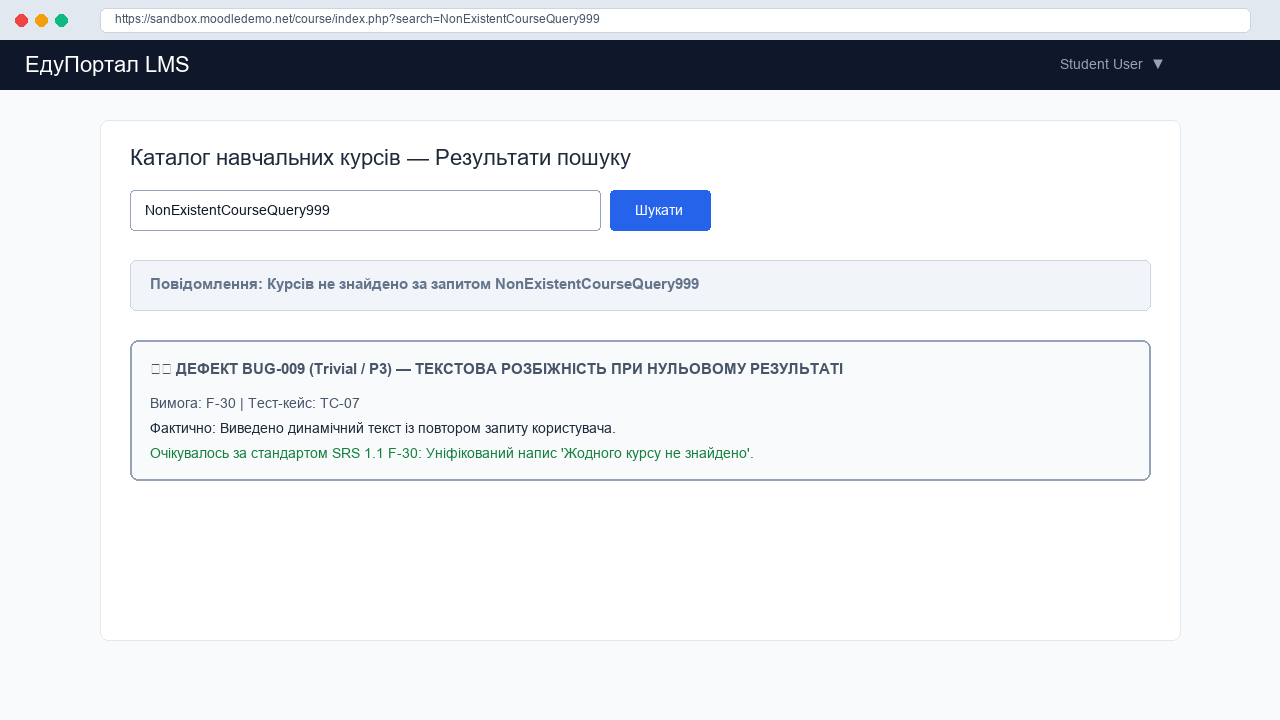 https://sandbox.moodledemo.net/course/index.php?search=NonExistentCourseQuery999
ЕдуПортал LMS
Student User ▼
Каталог навчальних курсів — Результати пошуку
NonExistentCourseQuery999
Шукати
Повідомлення: Курсів не знайдено за запитом NonExistentCourseQuery999
ДЕФЕКТ BUG-009 (Trivial / P3) — ТЕКСТОВА РОЗБІЖНІСТЬ ПРИ НУЛЬОВОМУ РЕЗУЛЬТАТІ
Вимога: F-30 | Тест-кейс: TC-07
Фактично: Виведено динамічний текст із повтором запиту користувача.
Очікувалось за стандартом SRS 1.1 F-30: Уніфікований напис 'Жодного курсу не знайдено'.